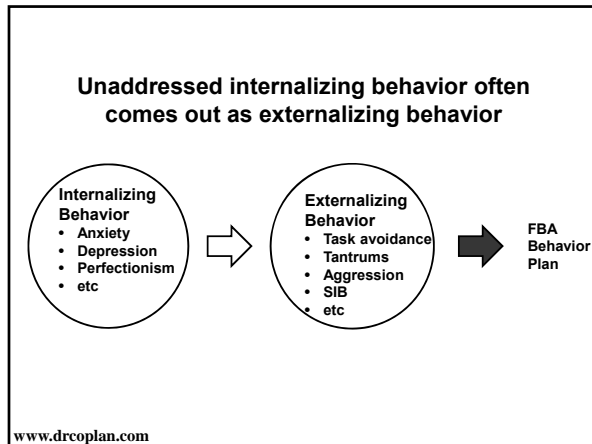 Unaddressed internalizing behavior often
comes out as externalizing behavior
Internalizing
Behavior
• Anxiety
• Depression
• Perfectionism
• etc
Externalizing
Behavior
• Task avoidance
• Tantrums
• Aggression
• SIB
• etc
FBA
Behavior
Plan
www.drcoplan.com